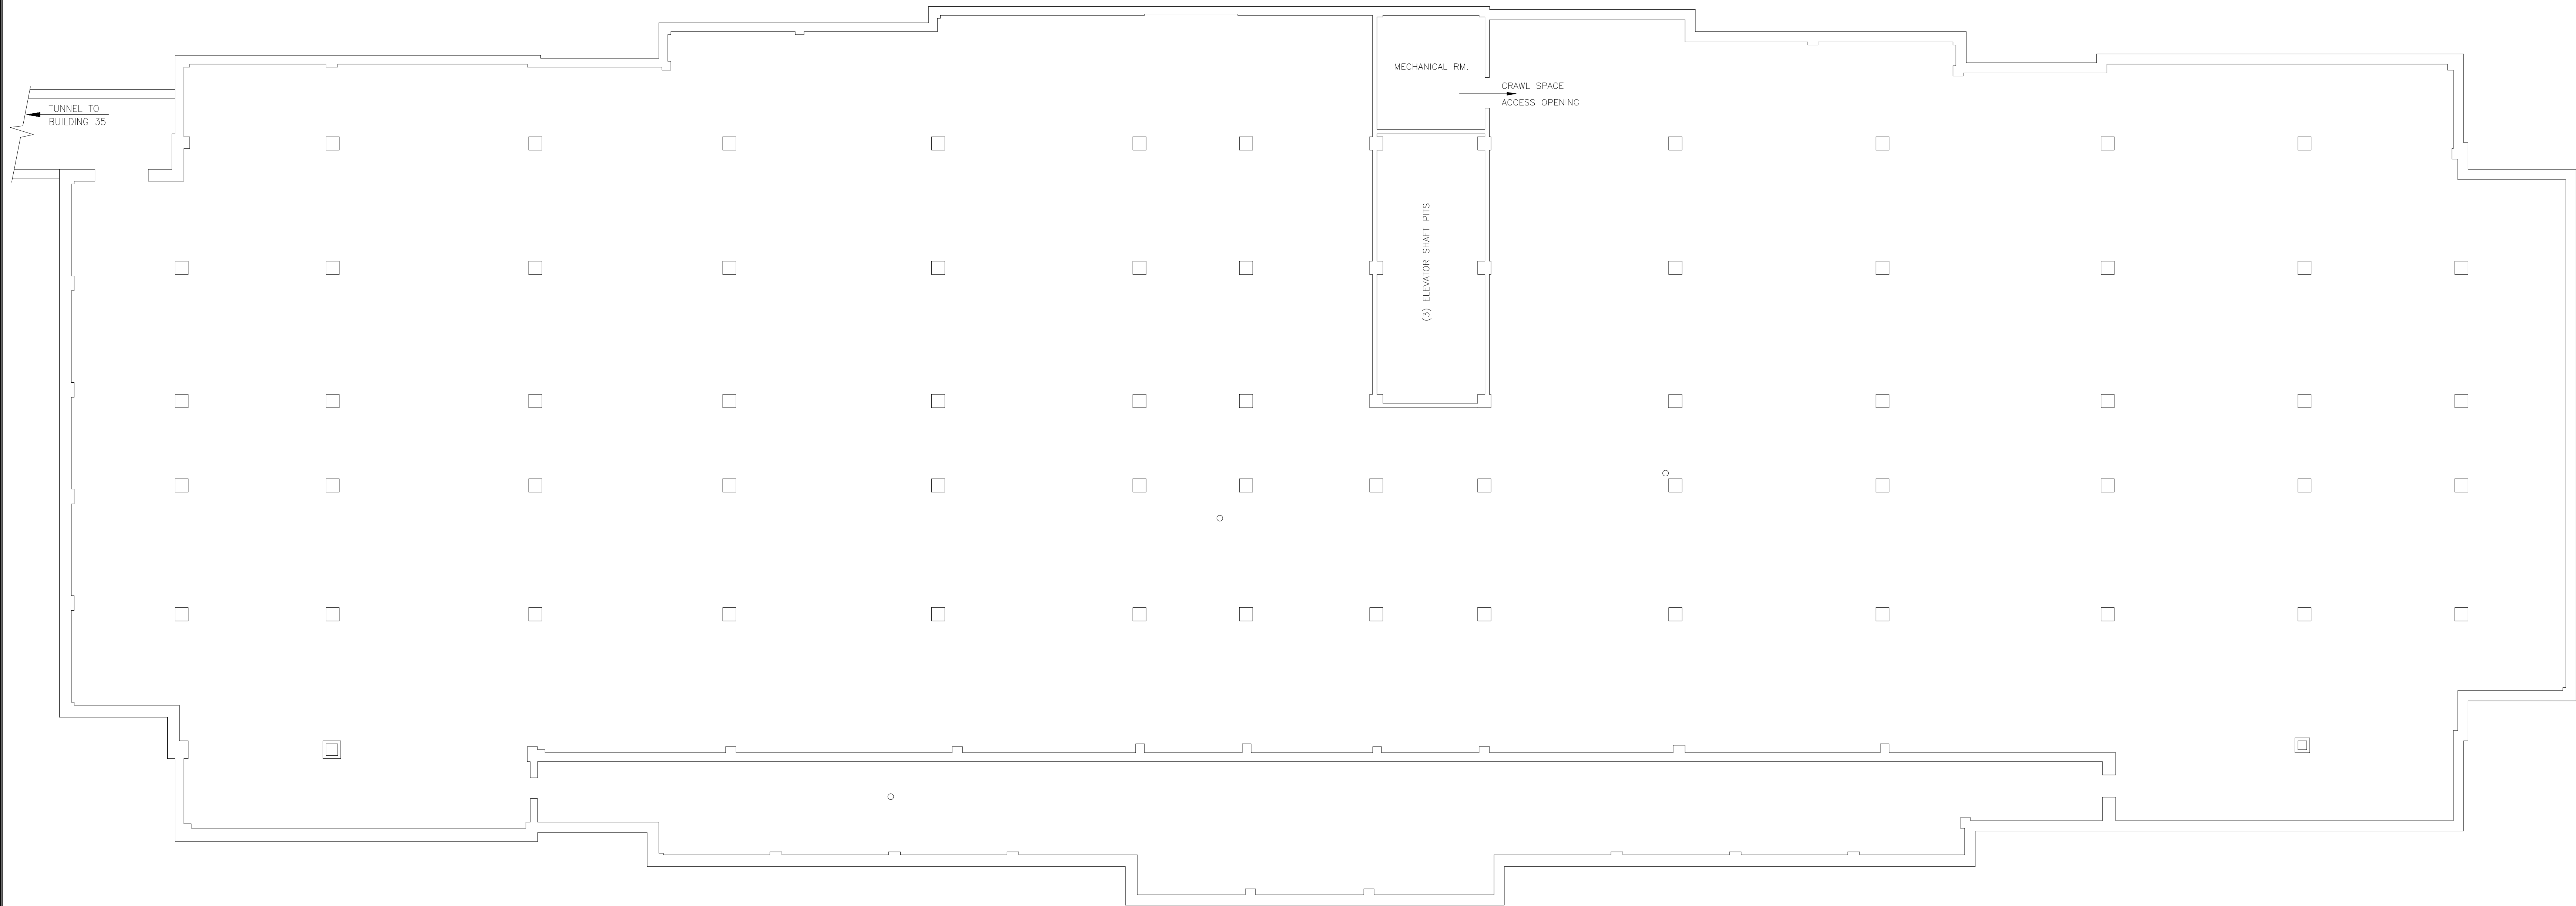 MECHANICAL RM.
CRAWL SPACE
ACCESS OPENING
TUNNEL TO
BUILDING 35
(3) ELEVATOR SHAFT PITS